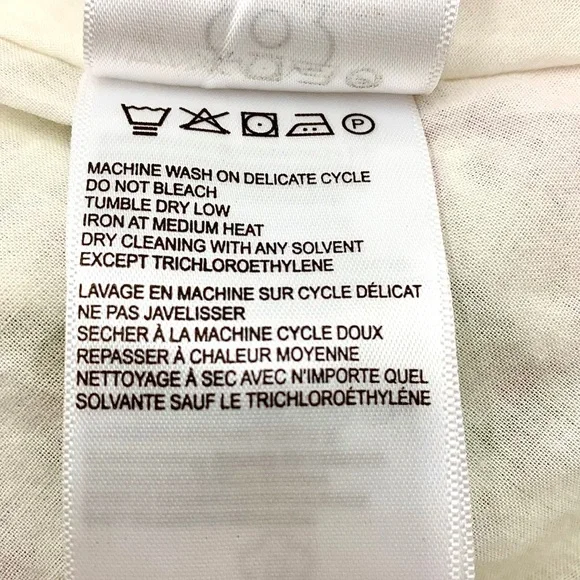 P
MACHINE WASH ON DELICATE CYCLE
DO NOT BLEACH
TUMBLE DRY LOW
IRON AT MEDIUM HEAT
DRY CLEANING WITH ANY SOLVENT
EXCEPT TRICHLOROETHYLENE
LAVAGE EN MACHINE SUR CYCLE DÉLICAT
NE PAS JAVELISSER
SECHER À LA MACHINE CYCLE DOUX
REPASSER À CHALEUR MOYENNE
NETTOYAGE À SEC AVEC N'IMPORTE QUEL
SOLVANTE SAUF LE TRICHLOROÉTHYLÉNE